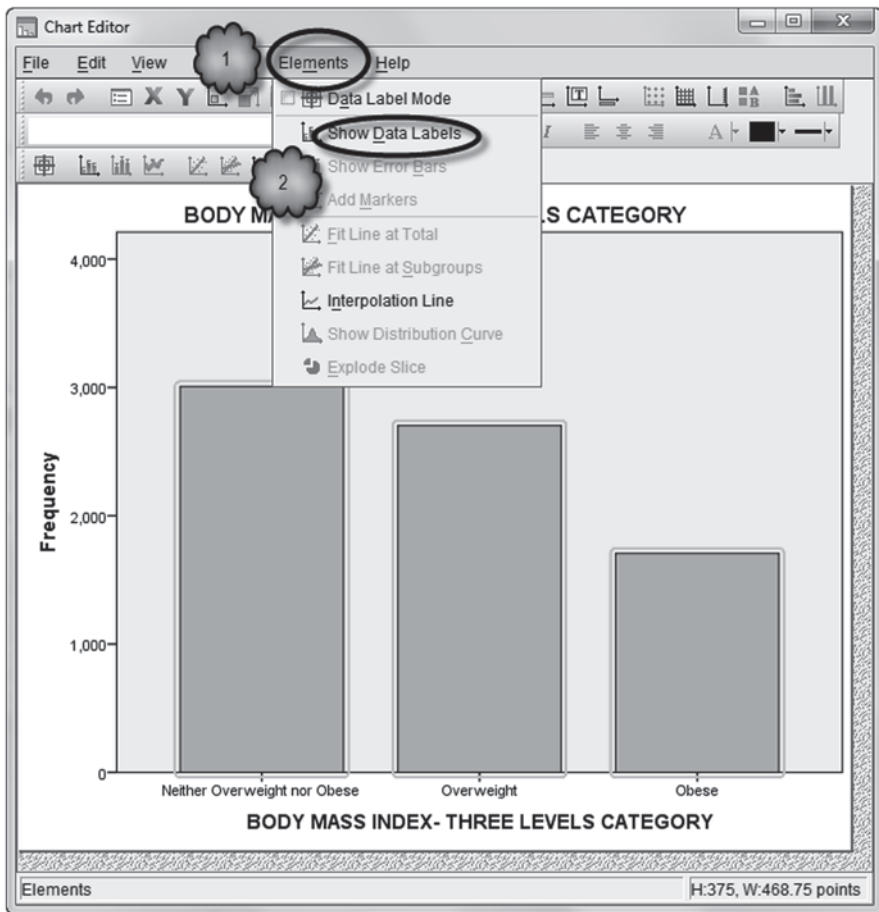 Chart Editor
File Edit View Elements Help
1
X Y
Data Label Mode
Show Data Labels
2
Show Error Bars
Add Markers
Fit Line at Total
Fit Line at Subgroups
Interpolation Line
Show Distribution Curve
Explode Slice
I A
BODY MA S CATEGORY
4,000
3,000
2,000
1,000
0
Frequency
Neither Overweight nor Obese Overweight Obese
BODY MASS INDEX- THREE LEVELS CATEGORY
Elements H:375, W:468.75 points